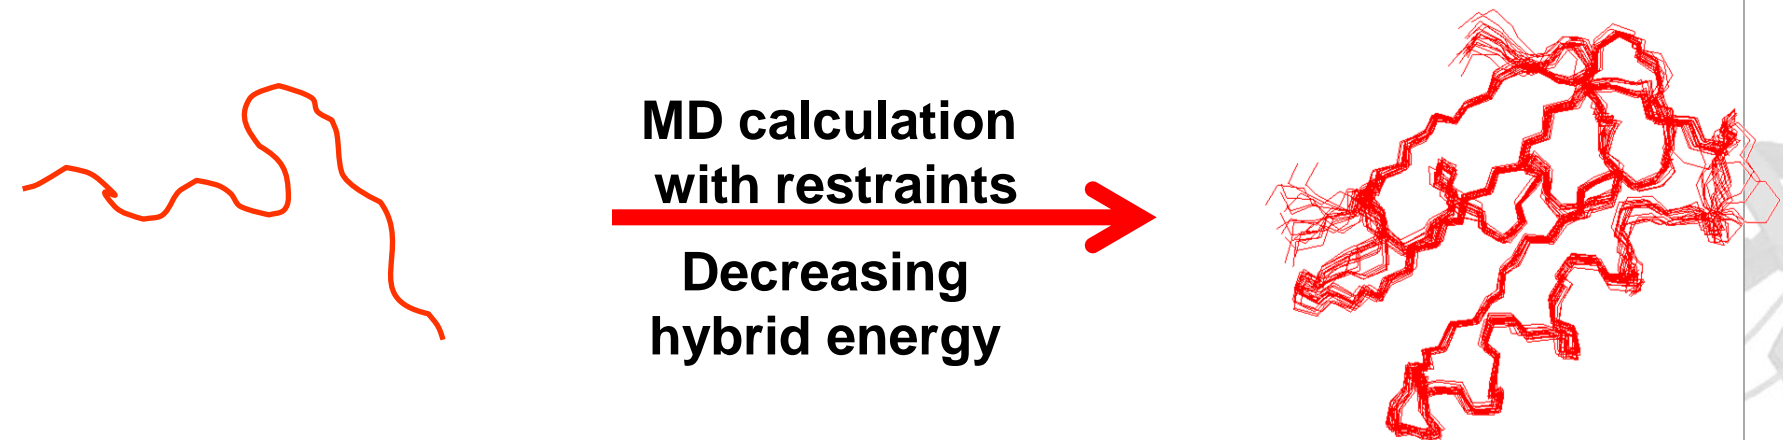 MD calculation
with restraints
Decreasing
hybrid energy